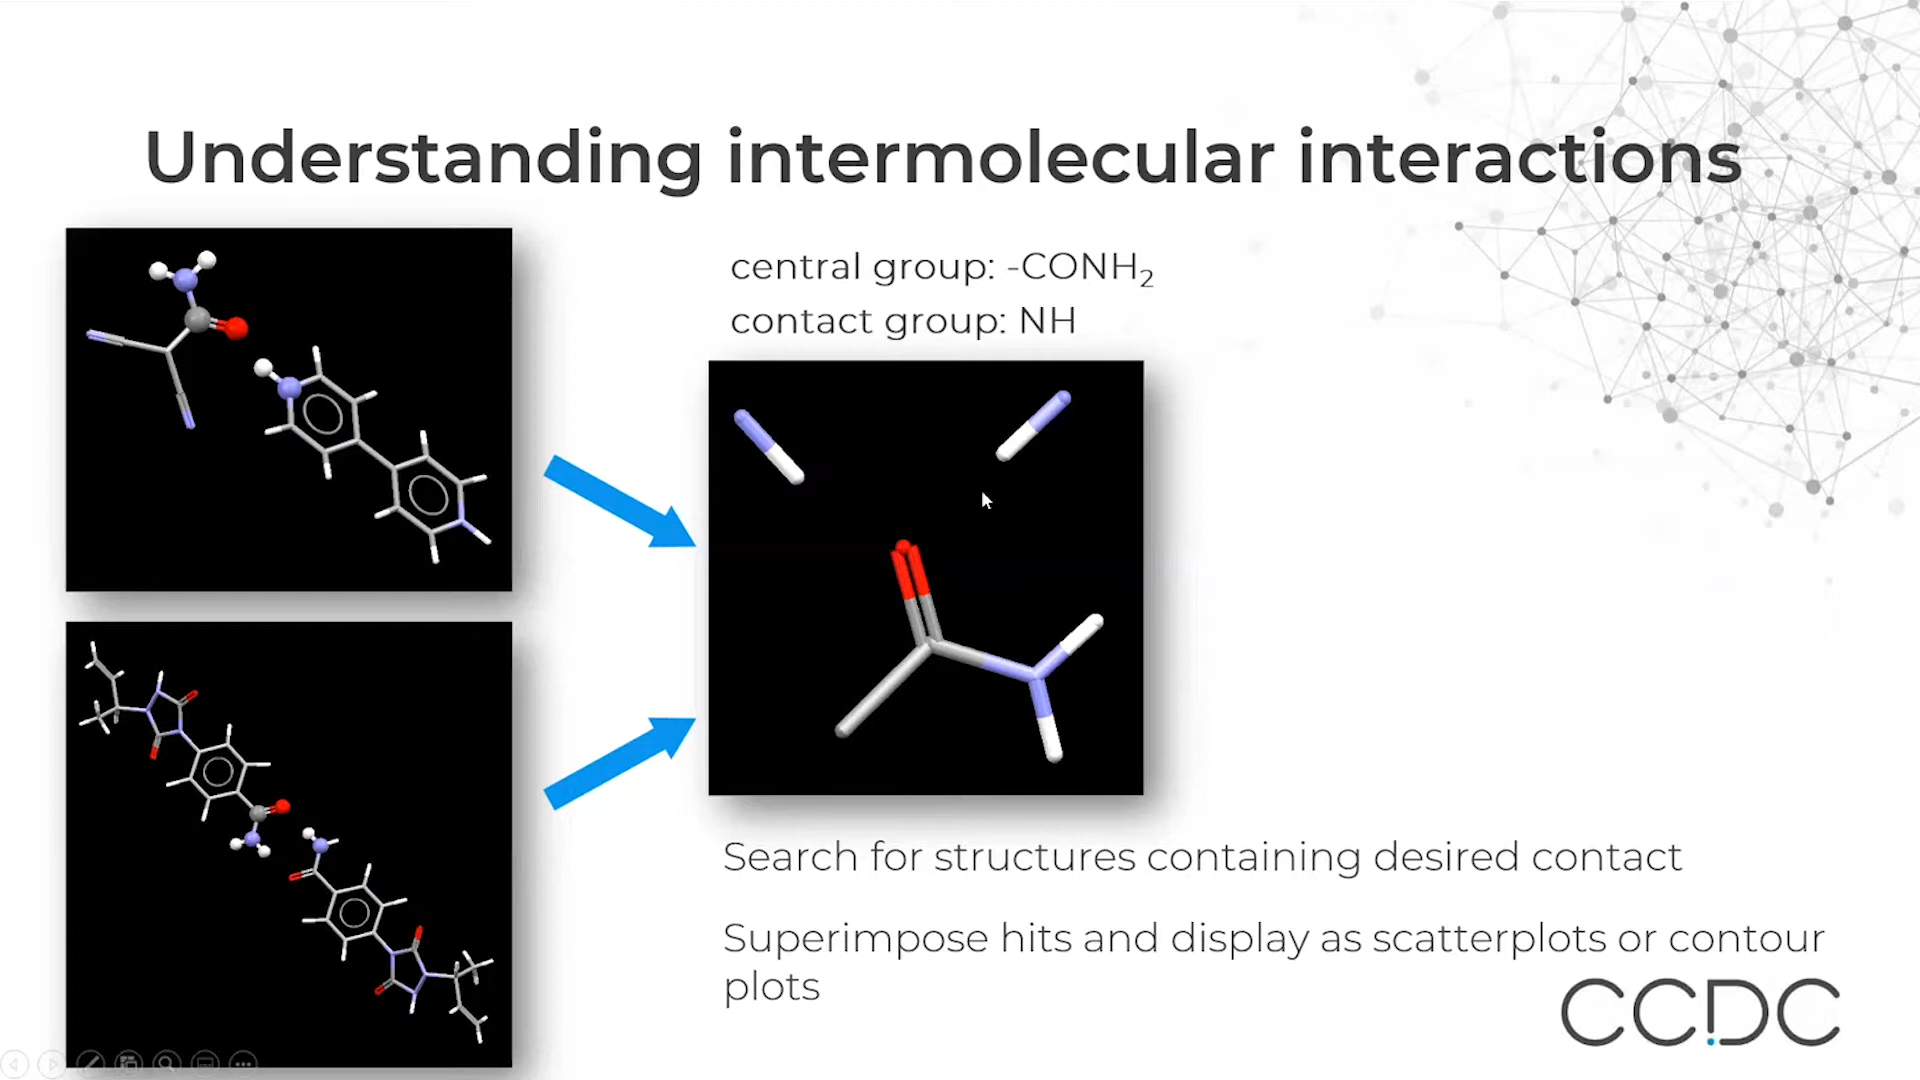 Understanding intermolecular interactions
central group: -CONH₂
contact group: NH
Search for structures containing desired contact
Superimpose hits and display as scatterplots or contour
plots
CCDC